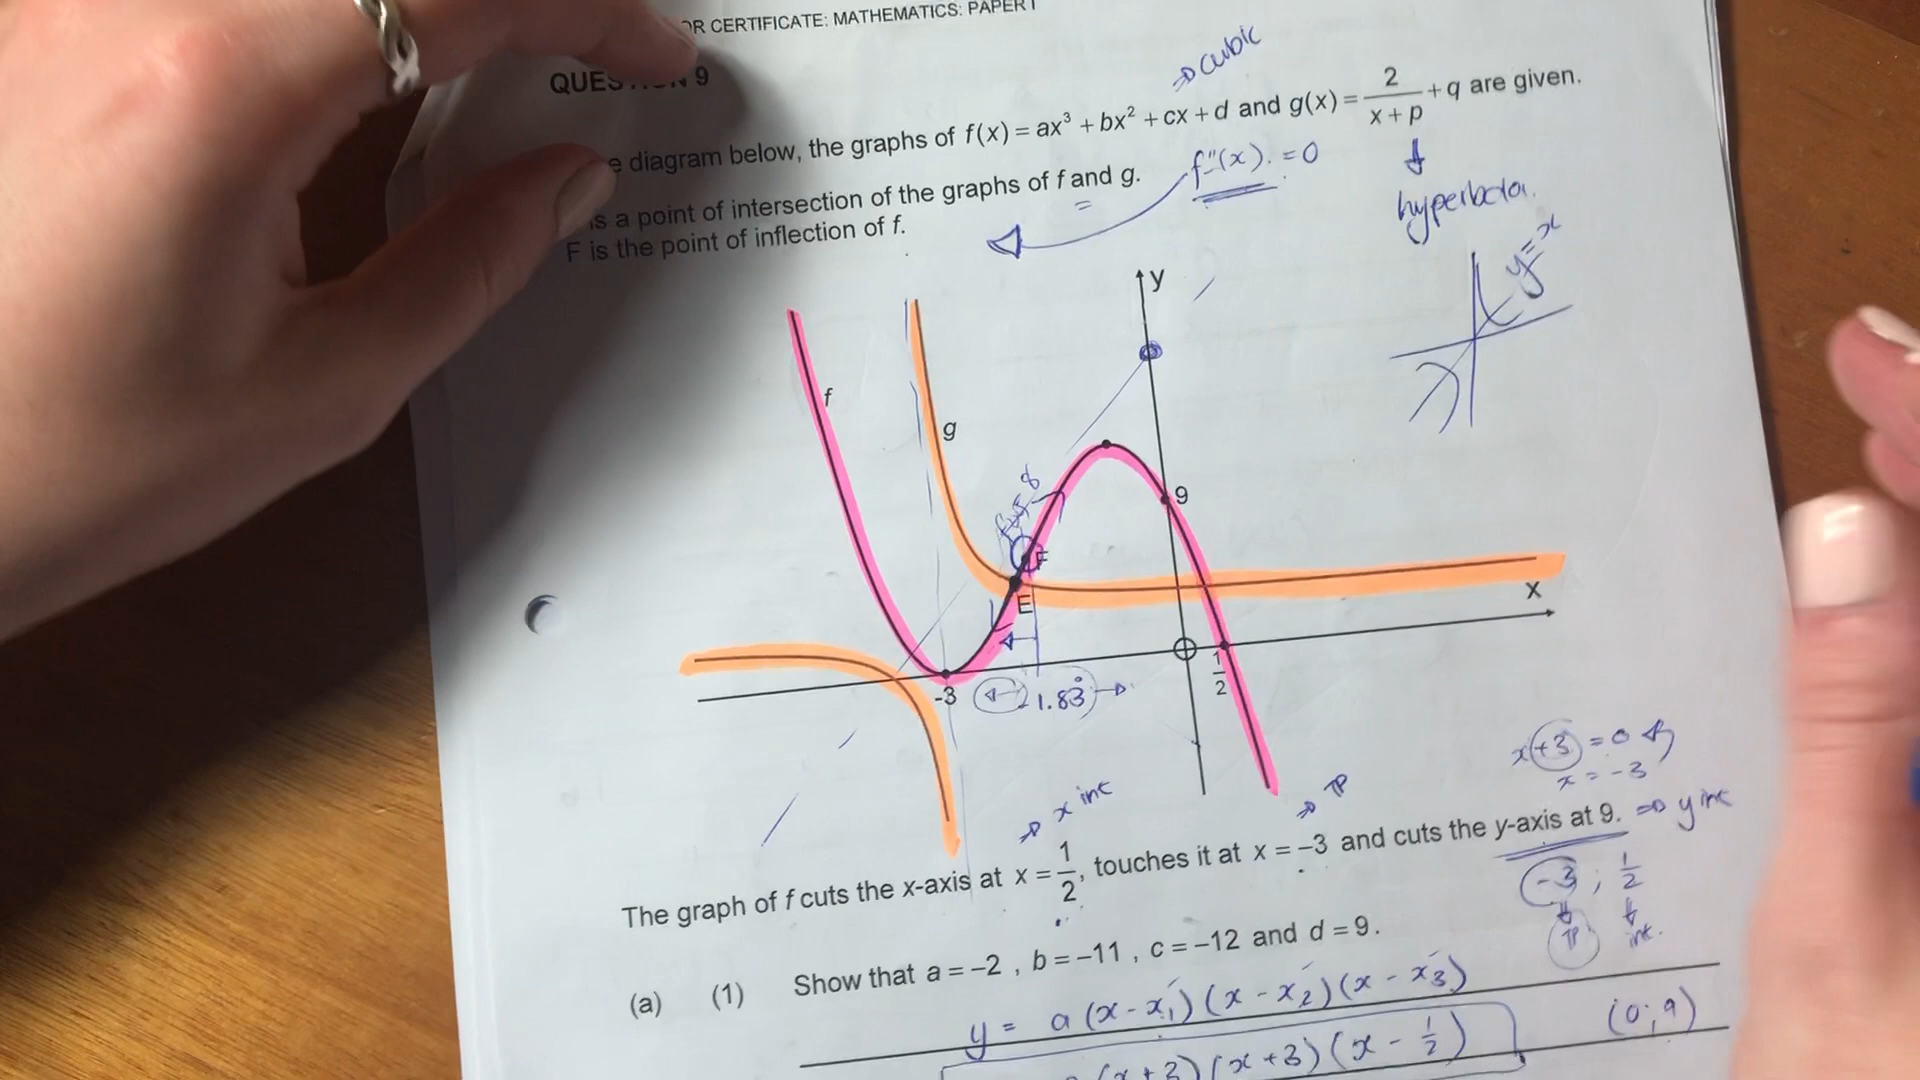 OR CERTIFICATE: MATHEMATICS: PAPER I
QUESTION 9
⇒ cubic
e diagram below, the graphs of f(x) = ax³ + bx² + cx + d and g(x) = 2/(x + p) + q are given.
is a point of intersection of the graphs of f and g.
f''(x) = 0
F is the point of inflection of f.
y = x
y
f
g
9
F
E
x
-3
-1.83
1/2
x + 3 = 0
x = -3
⇒ x int
⇒ TP
The graph of f cuts the x-axis at x = 1/2, touches it at x = −3 and cuts the y-axis at 9. ⇒ y int
-3 ; 1/2
TP int.
(a) (1) Show that a = −2 , b = −11 , c = −12 and d = 9.
y = a (x - x₁) (x - x₂) (x - x₃)
(0;9)
(x + 3) (x + 3) (x - 1/2)